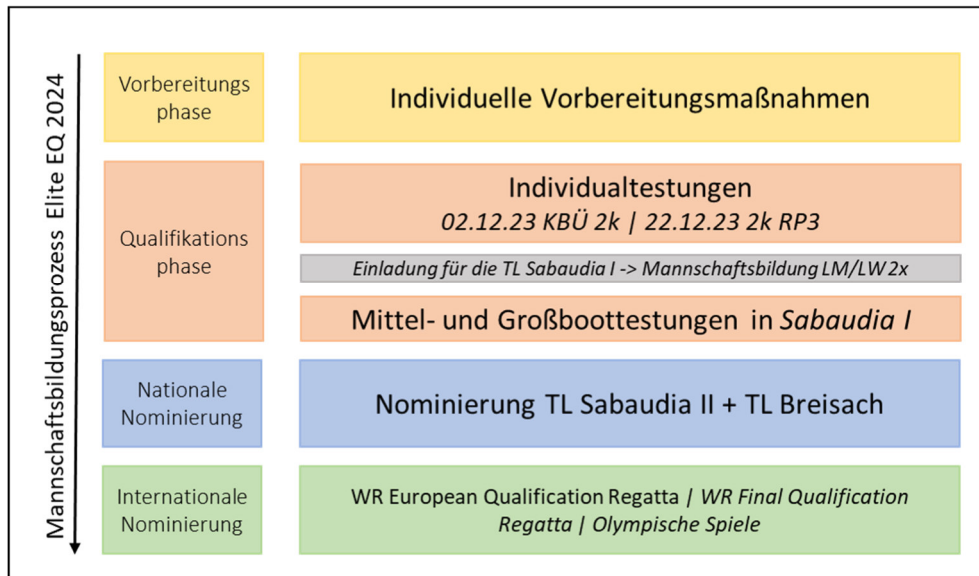 Mannschaftsbildungsprozess Elite EQ 2024
Vorbereitungs
phase
Individuelle Vorbereitungsmaßnahmen
Qualifikations
phase
Individualtestungen
02.12.23 KBÜ 2k | 22.12.23 2k RP3
Einladung für die TL Sabaudia I -> Mannschaftsbildung LM/LW 2x
Mittel- und Großboottestungen in Sabaudia I
Nationale
Nominierung
Nominierung TL Sabaudia II + TL Breisach
Internationale
Nominierung
WR European Qualification Regatta | WR Final Qualification
Regatta | Olympische Spiele